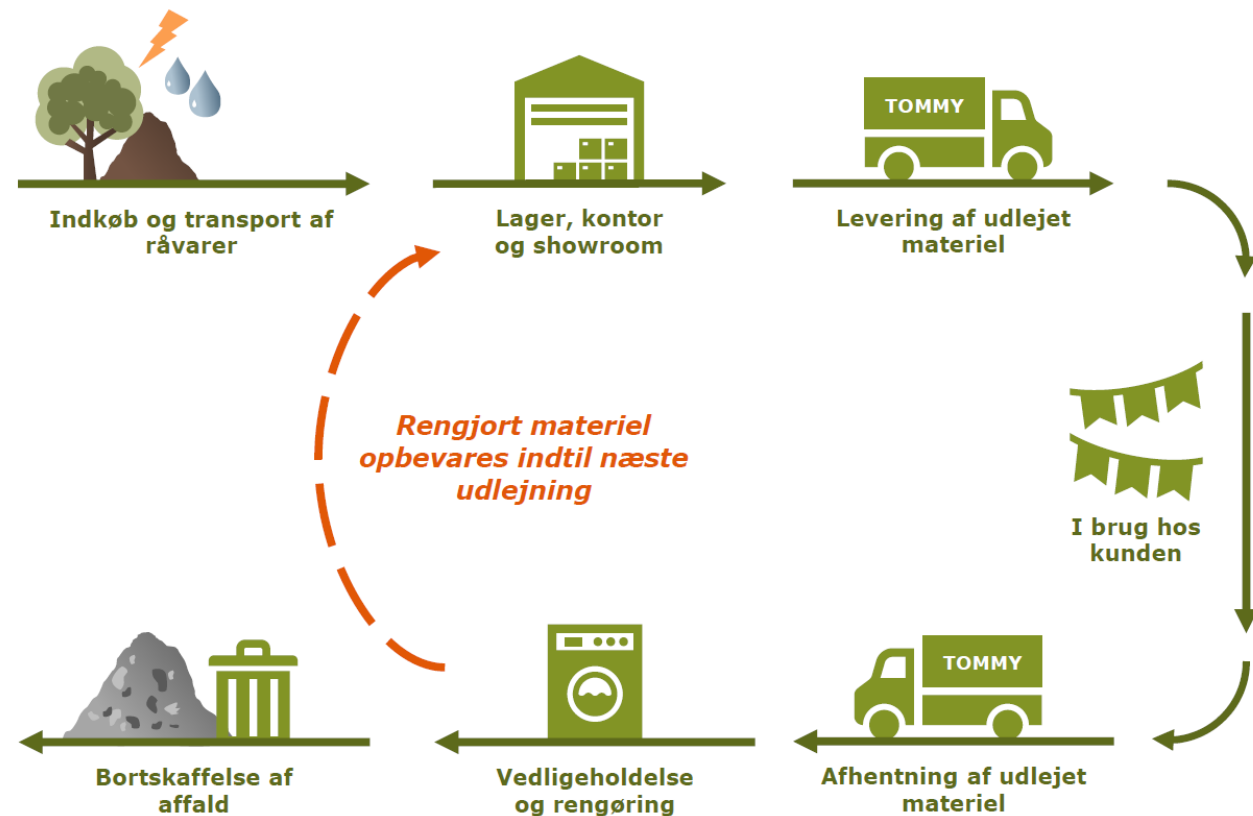 TOMMY
Indkøb og transport af
råvarer
Lager, kontor
og showroom
Levering af udlejet
materiel
Rengjort materiel
opbevares indtil næste
udlejning
I brug hos
kunden
TOMMY
Bortskaffelse af
affald
Vedligeholdelse
og rengøring
Afhentning af udlejet
materiel